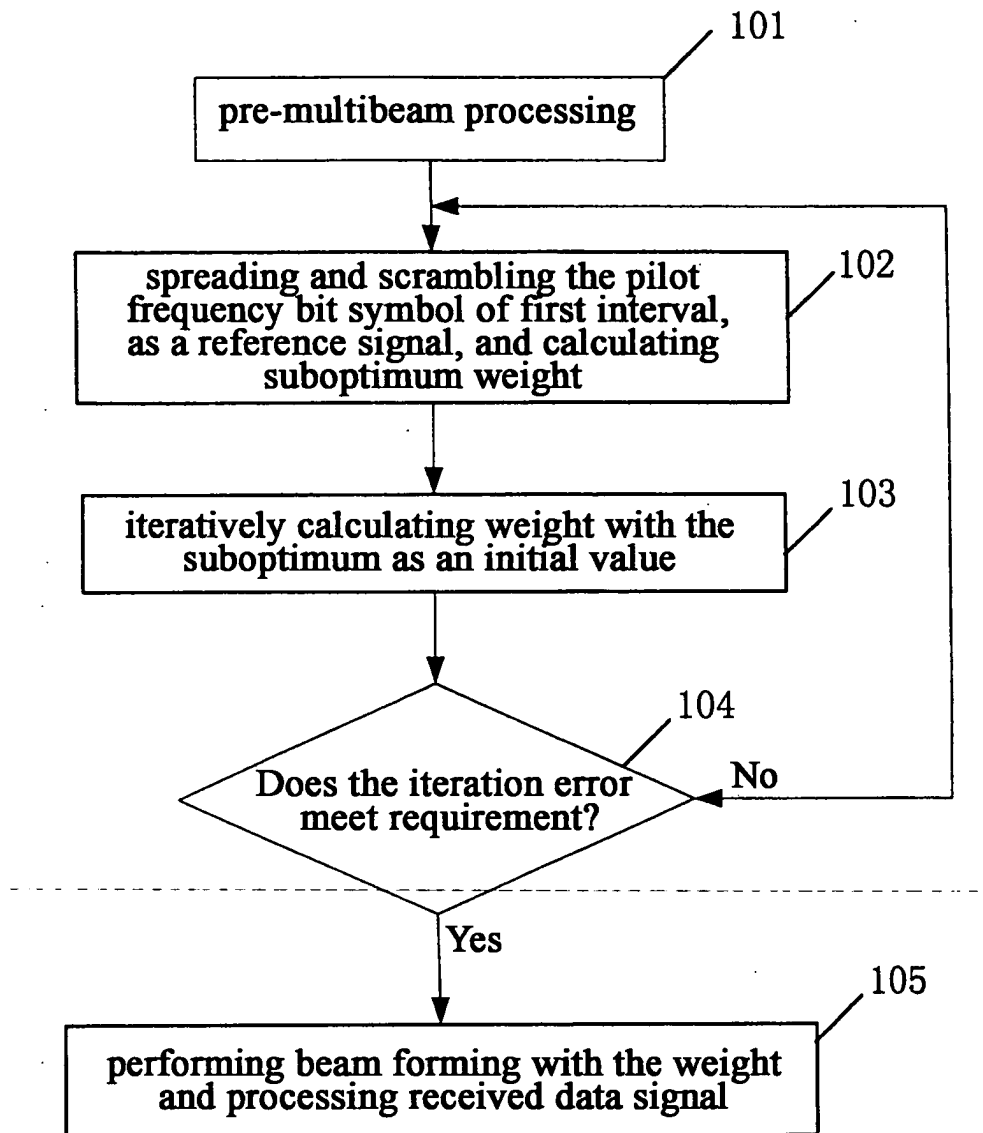 101
pre-multibeam processing
102
spreading and scrambling the pilot
frequency bit symbol of first interval,
as a reference signal, and calculating
suboptimum weight
103
iteratively calculating weight with the
suboptimum as an initial value
104
Does the iteration error
meet requirement?
No
Yes
105
performing beam forming with the weight
and processing received data signal